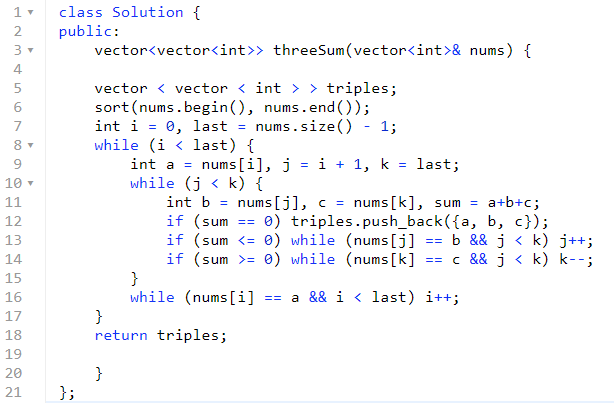 1 class Solution {
2 public:
3 vector<vector<int>> threeSum(vector<int>& nums) {
4
5 vector < vector < int > > triples;
6 sort(nums.begin(), nums.end());
7 int i = 0, last = nums.size() - 1;
8 while (i < last) {
9 int a = nums[i], j = i + 1, k = last;
10 while (j < k) {
11 int b = nums[j], c = nums[k], sum = a+b+c;
12 if (sum == 0) triples.push_back({a, b, c});
13 if (sum <= 0) while (nums[j] == b && j < k) j++;
14 if (sum >= 0) while (nums[k] == c && j < k) k--;
15 }
16 while (nums[i] == a && i < last) i++;
17 }
18 return triples;
19
20 }
21 };